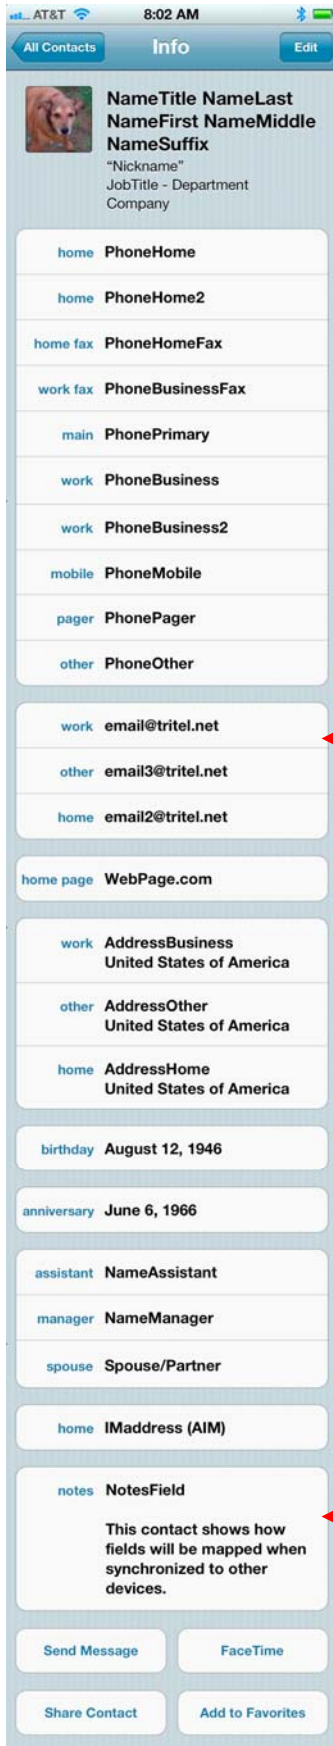 AT&T 8:02 AM
All Contacts Info Edit
NameTitle NameLast
NameFirst NameMiddle
NameSuffix
“Nickname”
JobTitle - Department
Company
home PhoneHome
home PhoneHome2
home fax PhoneHomeFax
work fax PhoneBusinessFax
main PhonePrimary
work PhoneBusiness
work PhoneBusiness2
mobile PhoneMobile
pager PhonePager
other PhoneOther
work email@tritel.net
other email3@tritel.net
home email2@tritel.net
home page WebPage.com
work AddressBusiness
United States of America
other AddressOther
United States of America
home AddressHome
United States of America
birthday August 12, 1946
anniversary June 6, 1966
assistant NameAssistant
manager NameManager
spouse Spouse/Partner
home IMaddress (AIM)
notes NotesField
This contact shows how
fields will be mapped when
synchronized to other
devices.
Send Message FaceTime
Share Contact Add to Favorites